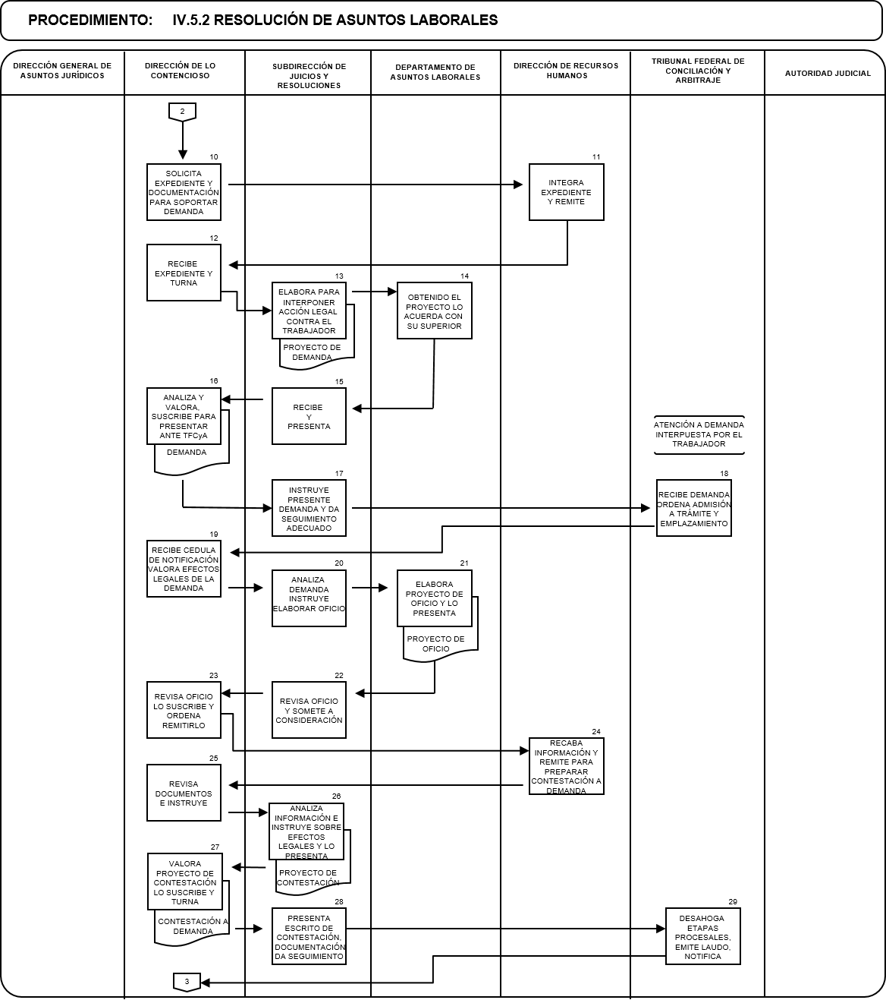 PROCEDIMIENTO: IV.5.2 RESOLUCIÓN DE ASUNTOS LABORALES
DIRECCIÓN GENERAL DE
ASUNTOS JURÍDICOS
DIRECCIÓN DE LO
CONTENCIOSO
SUBDIRECCIÓN DE
JUICIOS Y
RESOLUCIONES
DEPARTAMENTO DE
ASUNTOS LABORALES
DIRECCIÓN DE RECURSOS
HUMANOS
TRIBUNAL FEDERAL DE
CONCILIACIÓN Y
ARBITRAJE
AUTORIDAD JUDICIAL
2
10
SOLICITA
EXPEDIENTE Y
DOCUMENTACIÓN
PARA SOPORTAR
DEMANDA
11
INTEGRA
EXPEDIENTE
Y REMITE
12
RECIBE
EXPEDIENTE Y
TURNA
13
ELABORA PARA
INTERPONER
ACCIÓN LEGAL
CONTRA EL
TRABAJADOR
PROYECTO DE
DEMANDA
14
OBTENIDO EL
PROYECTO LO
ACUERDA CON
SU SUPERIOR
15
RECIBE
Y
PRESENTA
16
ANALIZA Y
VALORA,
SUSCRIBE PARA
PRESENTAR
ANTE TFCyA
DEMANDA
ATENCIÓN A DEMANDA
INTERPUESTA POR EL
TRABAJADOR
17
INSTRUYE
PRESENTE
DEMANDA Y DA
SEGUIMIENTO
ADECUADO
18
RECIBE DEMANDA
ORDENA ADMISIÓN
A TRÁMITE Y
EMPLAZAMIENTO
19
RECIBE CEDULA
DE NOTIFICACIÓN
VALORA EFECTOS
LEGALES DE LA
DEMANDA
20
ANALIZA
DEMANDA
INSTRUYE
ELABORAR OFICIO
21
ELABORA
PROYECTO DE
OFICIO Y LO
PRESENTA
PROYECTO DE
OFICIO
22
REVISA OFICIO
Y SOMETE A
CONSIDERACIÓN
23
REVISA OFICIO
LO SUSCRIBE Y
ORDENA
REMITIRLO
24
RECABA
INFORMACIÓN Y
REMITE PARA
PREPARAR
CONTESTACIÓN A
DEMANDA
25
REVISA
DOCUMENTOS
E INSTRUYE
26
ANALIZA
INFORMACIÓN E
INSTRUYE SOBRE
EFECTOS
LEGALES Y LO
PRESENTA
PROYECTO DE
CONTESTACIÓN
27
VALORA
PROYECTO DE
CONTESTACIÓN
LO SUSCRIBE Y
TURNA
CONTESTACIÓN A
DEMANDA
28
PRESENTA
ESCRITO DE
CONTESTACIÓN,
DOCUMENTACIÓN
DA SEGUIMIENTO
29
DESAHOGA
ETAPAS
PROCESALES,
EMITE LAUDO,
NOTIFICA
3